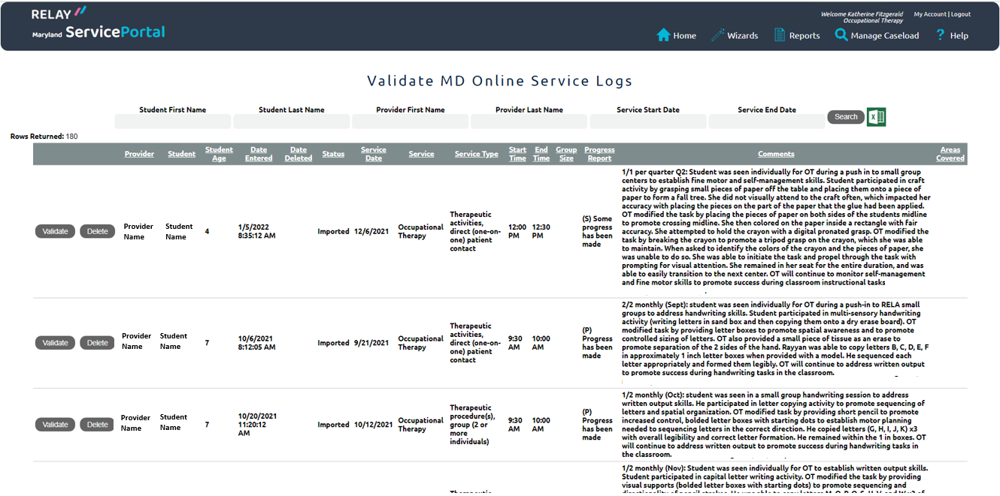 RELAY
Maryland ServicePortal
Welcome Katherine Fitzgerald
Occupational Therapy
My Account | Logout
Home
Wizards
Reports
Manage Caseload
? Help
Validate MD Online Service Logs
Student First Name
Student Last Name
Provider First Name
Provider Last Name
Service Start Date
Service End Date
Search
Rows Returned: 180
Provider
Student
Student
Age
Date
Entered
Date
Deleted
Status
Service
Date
Service
Service Type
Start
Time
End
Time
Group
Size
Progress
Report
Comments
Areas
Covered
Validate
Delete
Provider
Name
Student
Name
4
1/5/2022
8:35:12 AM
Imported
12/6/2021
Occupational
Therapy
Therapeutic
activities,
direct (one-on-
one) patient
contact
12:00
PM
12:30
PM
(S) Some
progress
has been
made
1/1 per quarter Q2: Student was seen individually for OT during a push in to small group
centers to establish fine motor and self-management skills. Student participated in craft
activity by grasping small pieces of paper off the table and placing them onto a piece of
paper to form a fall tree. She did not visually attend to the craft often, which impacted her
accuracy with placing the pieces on the part of the paper that the glue had been applied.
OT modified the task by placing the pieces of paper on both sides of the students midline
to promote crossing midline. She then colored on the paper inside a rectangle with fair
accuracy. She attempted to hold the crayon with a digital pronated grasp. OT modified the
task by breaking the crayon to promote a tripod grasp on the crayon, which she was able
to maintain. When asked to identify the colors of the crayon and the pieces of paper, she
was unable to do so. She was able to initiate the task and propel through the task with
prompting for visual attention. She remained in her seat for the entire duration, and was
able to easily transition to the next center. OT will continue to monitor self-management
and fine motor skills to promote success during classroom instructional tasks
Validate
Delete
Provider
Name
Student
Name
7
10/6/2021
8:12:05 AM
Imported
9/21/2021
Occupational
Therapy
Therapeutic
activities,
direct (one-on-
one) patient
contact
9:30
AM
10:00
AM
(P)
Progress
has been
made
2/2 monthly (Sept): student was seen individually for OT during a push-in to RELA small
groups to address handwriting skills. Student participated in multi-sensory handwriting
activity (writing letters in sand box and then copying them onto a dry erase board). OT
modified task by providing letter boxes to promote spatial awareness and to promote
controlled sizing of letters. OT also provided a small piece of tissue as an erase to
promote separation of the 2 sides of the hand. Rayyan was able to copy letters B, C, D, E, F
in approximately 1 inch letter boxes when provided with a model. He sequenced each
letter appropriately and formed them legibly. OT will continue to address written output
to promote success during handwriting tasks in the classroom.
Validate
Delete
Provider
Name
Student
Name
7
10/20/2021
11:20:12
AM
Imported
10/12/2021
Occupational
Therapy
Therapeutic
procedure(s),
group (2 or
more
individuals)
9:30
AM
10:00
AM
(P)
Progress
has been
made
1/2 monthly (Oct): student was seen in a small group handwriting session to address
written output skills. He participated in letter copying activity to promote sequencing of
letters and spatial organization. OT modified task by providing short pencil to promote
increased control, bolded letter boxes with starting dots to establish motor planning
needed to sequencing letters in the correct direction. He copied letters (G, H, I, J, K) x3
with overall legibility and correct letter formation. He remained within the 1 in boxes. OT
will continue to address written output to promote success during handwriting tasks in
the classroom.
Therapeutic
1/2 monthly (Nov): Student was seen individually for OT to establish written output skills.
Student participated in capital letter writing activity. OT modified the task by providing
visual supports (bolded letter boxes with starting dots) to promote sequencing and